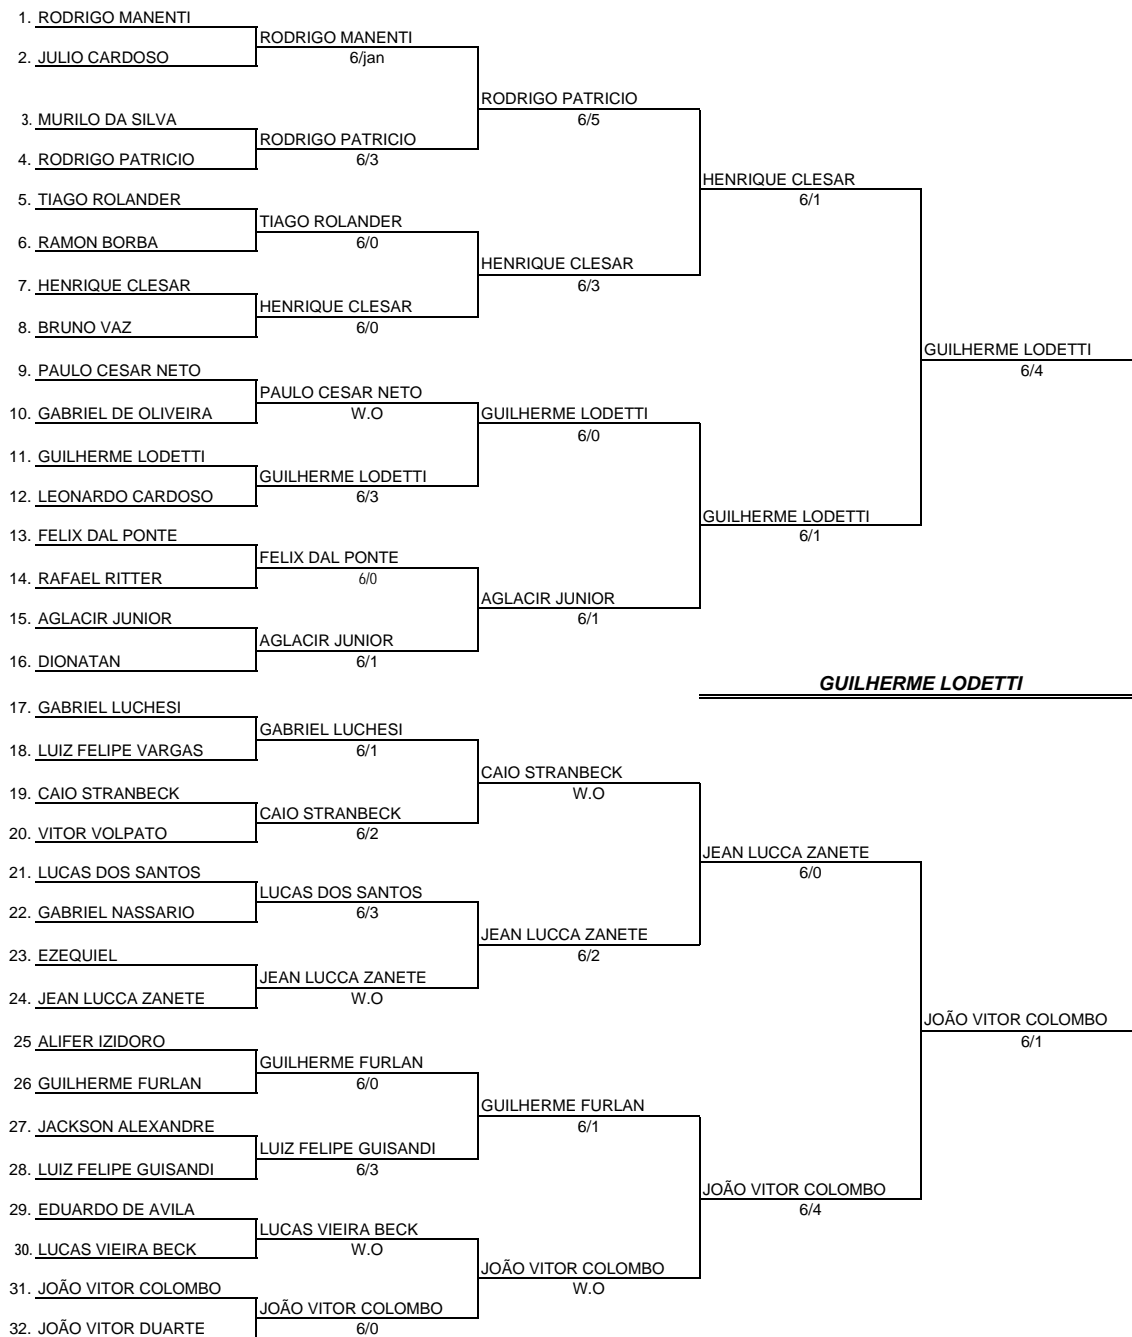 1. RODRIGO MANENTI
RODRIGO MANENTI
2. JULIO CARDOSO
6/jan
RODRIGO PATRICIO
3. MURILO DA SILVA
6/5
RODRIGO PATRICIO
4. RODRIGO PATRICIO
6/3
HENRIQUE CLESAR
5. TIAGO ROLANDER
6/1
TIAGO ROLANDER
6. RAMON BORBA
6/0
HENRIQUE CLESAR
7. HENRIQUE CLESAR
6/3
HENRIQUE CLESAR
8. BRUNO VAZ
6/0
GUILHERME LODETTI
9. PAULO CESAR NETO
6/4
PAULO CESAR NETO
10. GABRIEL DE OLIVEIRA
W.O
GUILHERME LODETTI
6/0
11. GUILHERME LODETTI
GUILHERME LODETTI
12. LEONARDO CARDOSO
6/3
GUILHERME LODETTI
13. FELIX DAL PONTE
6/1
FELIX DAL PONTE
14. RAFAEL RITTER
6/0
AGLACIR JUNIOR
15. AGLACIR JUNIOR
6/1
AGLACIR JUNIOR
16. DIONATAN
6/1
GUILHERME LODETTI
17. GABRIEL LUCHESI
GABRIEL LUCHESI
18. LUIZ FELIPE VARGAS
6/1
CAIO STRANBECK
19. CAIO STRANBECK
W.O
CAIO STRANBECK
20. VITOR VOLPATO
6/2
JEAN LUCCA ZANETE
21. LUCAS DOS SANTOS
6/0
LUCAS DOS SANTOS
22. GABRIEL NASSARIO
6/3
JEAN LUCCA ZANETE
23. EZEQUIEL
6/2
JEAN LUCCA ZANETE
24. JEAN LUCCA ZANETE
W.O
JOÃO VITOR COLOMBO
25 ALIFER IZIDORO
6/1
GUILHERME FURLAN
26 GUILHERME FURLAN
6/0
GUILHERME FURLAN
27. JACKSON ALEXANDRE
6/1
LUIZ FELIPE GUISANDI
28. LUIZ FELIPE GUISANDI
6/3
JOÃO VITOR COLOMBO
29. EDUARDO DE AVILA
6/4
LUCAS VIEIRA BECK
30. LUCAS VIEIRA BECK
W.O
JOÃO VITOR COLOMBO
31. JOÃO VITOR COLOMBO
W.O
JOÃO VITOR COLOMBO
32. JOÃO VITOR DUARTE
6/0